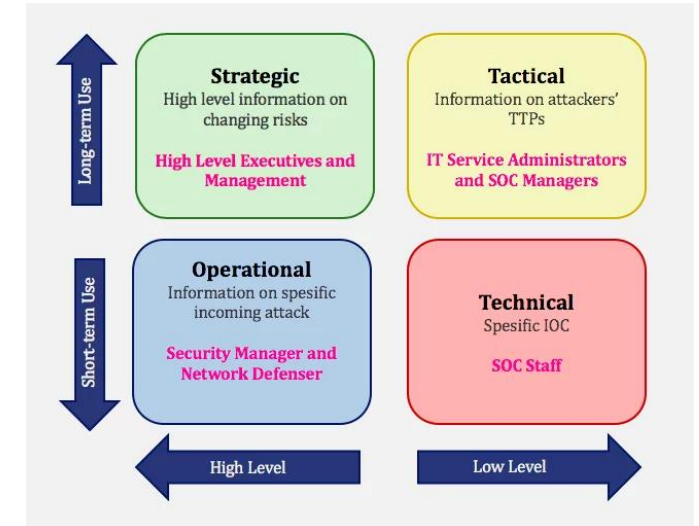 Long-term Use
Strategic
High level information on
changing risks
High Level Executives and
Management
Tactical
Information on attackers'
TTPs
IT Service Administrators
and SOC Managers
Short-term Use
Operational
Information on spesific
incoming attack
Security Manager and
Network Defenser
Technical
Spesific IOC
SOC Staff
High Level
Low Level